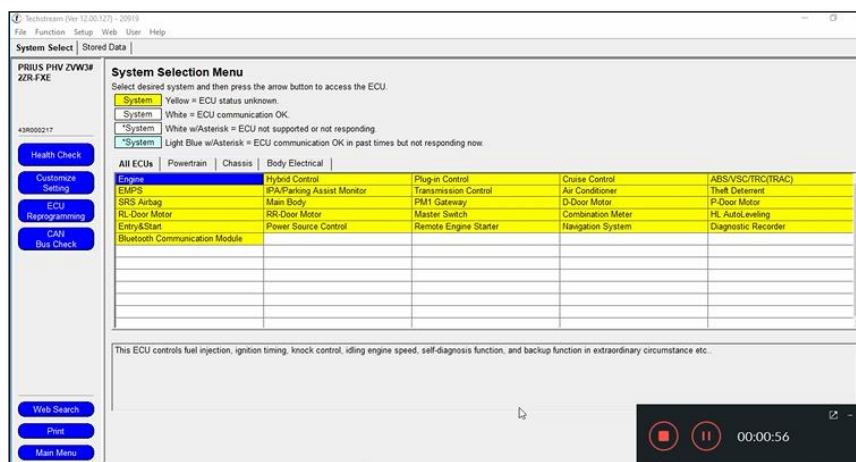 Techstream (Ver 12.00.127) - 20919
File Function Setup Web User Help
System Select Stored Data
PRIUS PHV ZVW3#
2ZR-FXE
43R000217
Health Check
Customize
Setting
ECU
Reprogramming
CAN
Bus Check
Web Search
Print
Main Menu
System Selection Menu
Select desired system and then press the arrow button to access the ECU.
System Yellow = ECU status unknown.
System White = ECU communication OK.
*System White w/Asterisk = ECU not supported or not responding.
*System Light Blue w/Asterisk = ECU communication OK in past times but not responding now.
All ECUs Powertrain Chassis Body Electrical
Engine Hybrid Control Plug-in Control Cruise Control ABS/VSC/TRC(TRAC)
EMPS IPA/Parking Assist Monitor Transmission Control Air Conditioner Theft Deterrent
SRS Airbag Main Body PM1 Gateway D-Door Motor P-Door Motor
RL-Door Motor RR-Door Motor Master Switch Combination Meter HL AutoLeveling
Entry&Start Power Source Control Remote Engine Starter Navigation System Diagnostic Recorder
Bluetooth Communication Module
This ECU controls fuel injection, ignition timing, knock control, idling engine speed, self-diagnosis function, and backup function in extraordinary circumstance etc..
00:00:56